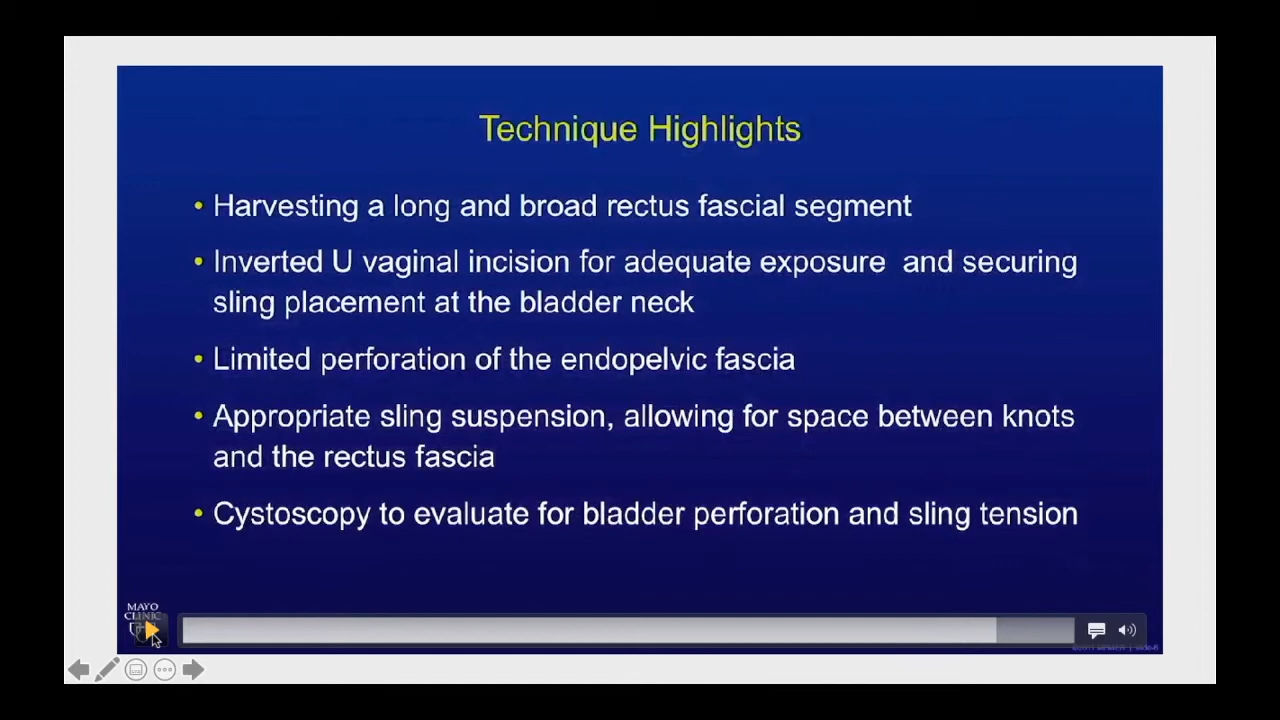 Technique Highlights
• Harvesting a long and broad rectus fascial segment
• Inverted U vaginal incision for adequate exposure  and securing
sling placement at the bladder neck
• Limited perforation of the endopelvic fascia
• Appropriate sling suspension, allowing for space between knots
and the rectus fascia
• Cystoscopy to evaluate for bladder perforation and sling tension
MAYO
CLINIC